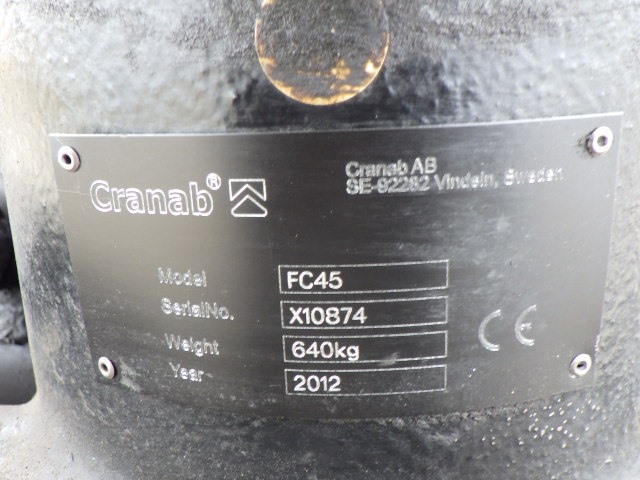 Cranab®
Cranab AB
SE-92282 Vindeln, Sweden
Model FC45
SerialNo. X10874
Weight 640kg
Year 2012
CE